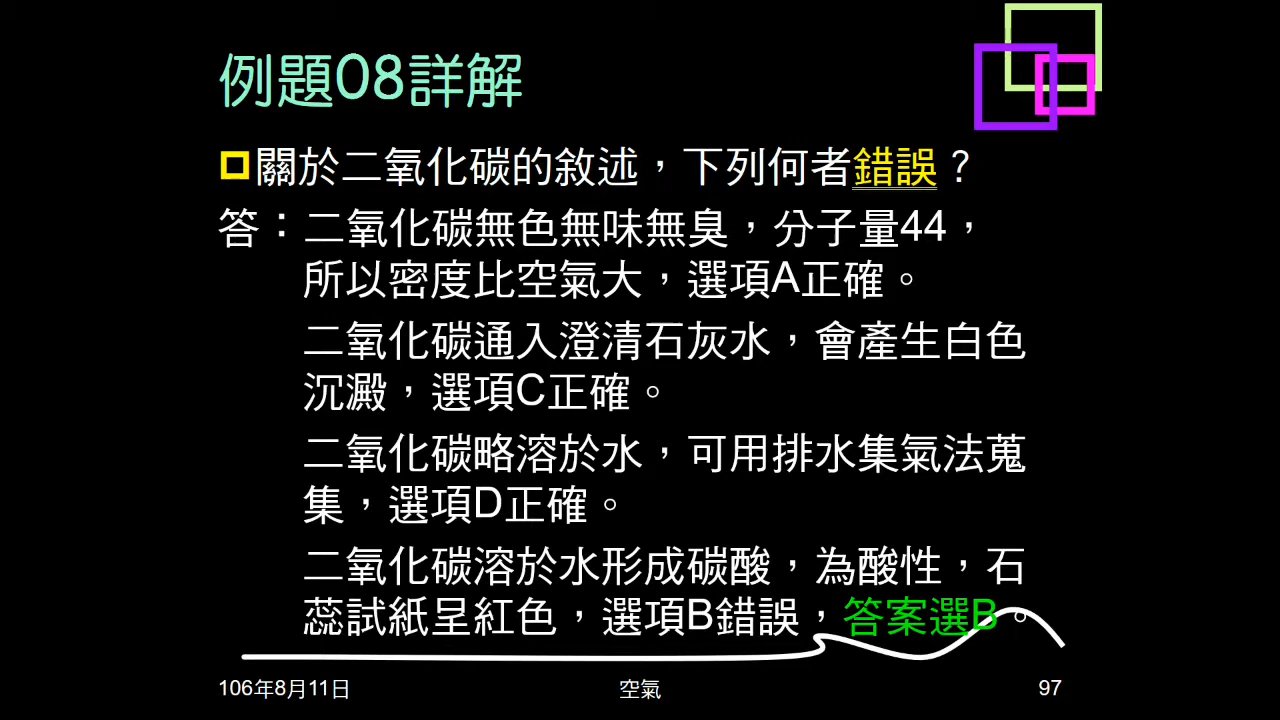 例題08詳解
關於二氧化碳的敘述，下列何者錯誤？
答：二氧化碳無色無味無臭，分子量44，
所以密度比空氣大，選項A正確。
二氧化碳通入澄清石灰水，會產生白色
沉澱，選項C正確。
二氧化碳略溶於水，可用排水集氣法蒐
集，選項D正確。
二氧化碳溶於水形成碳酸，為酸性，石
蕊試紙呈紅色，選項B錯誤，答案選B。
106年8月11日
空氣
97